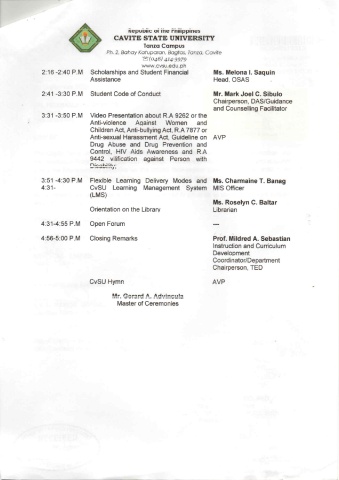 Republic of the Philippines
CAVITE STATE UNIVERSITY
Tanza Campus
Ph. 2, Bahay Katuparan, Bagtas, Tanza, Cavite
(046) 414-3979
www.cvsu.edu.ph
2:16 -2:40 P.M Scholarships and Student Financial Ms. Melona I. Saquin
Assistance Head, OSAS
2:41 -3:30 P.M Student Code of Conduct Mr. Mark Joel C. Sibulo
Chairperson, DAS/Guidance
and Counselling Facilitator
3:31 -3:50 P.M Video Presentation about R.A 9262 or the
Anti-violence Against Women and
Children Act, Anti-bullying Act, R.A 7877 or
Anti-sexual Harassment Act, Guideline on AVP
Drug Abuse and Drug Prevention and
Control, HIV Aids Awareness and R.A
9442 vilification against Person with
Disability.
3:51 -4:30 P.M Flexible Learning Delivery Modes and Ms. Charmaine T. Banag
4:31- CvSU Learning Management System MIS Officer
(LMS)
Ms. Roselyn C. Baltar
Orientation on the Library Librarian
4:31-4:55 P.M Open Forum ---
4:56-5:00 P.M Closing Remarks Prof. Mildred A. Sebastian
Instruction and Curriculum
Development
Coordinator/Department
Chairperson, TED
CvSU Hymn AVP
Mr. Gerard A. Advincula
Master of Ceremonies